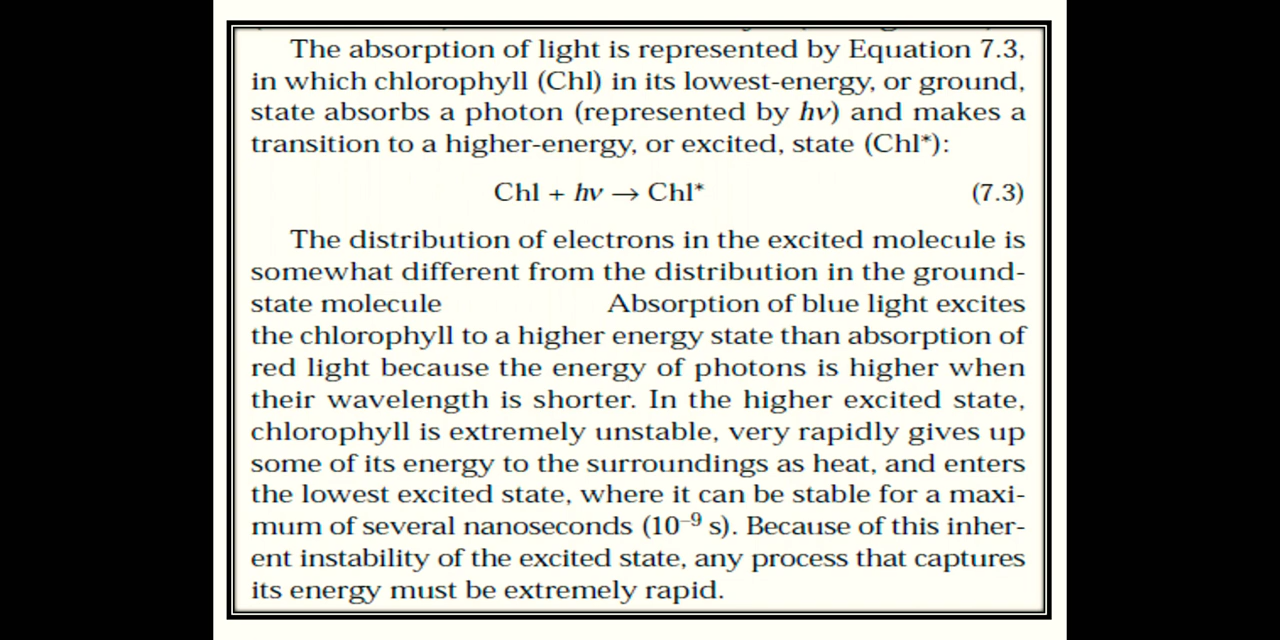 The absorption of light is represented by Equation 7.3,
in which chlorophyll (Chl) in its lowest-energy, or ground,
state absorbs a photon (represented by hν) and makes a
transition to a higher-energy, or excited, state (Chl*):
Chl + hν → Chl* (7.3)
The distribution of electrons in the excited molecule is
somewhat different from the distribution in the ground-
state molecule Absorption of blue light excites
the chlorophyll to a higher energy state than absorption of
red light because the energy of photons is higher when
their wavelength is shorter. In the higher excited state,
chlorophyll is extremely unstable, very rapidly gives up
some of its energy to the surroundings as heat, and enters
the lowest excited state, where it can be stable for a maxi-
mum of several nanoseconds (10⁻⁹ s). Because of this inher-
ent instability of the excited state, any process that captures
its energy must be extremely rapid.